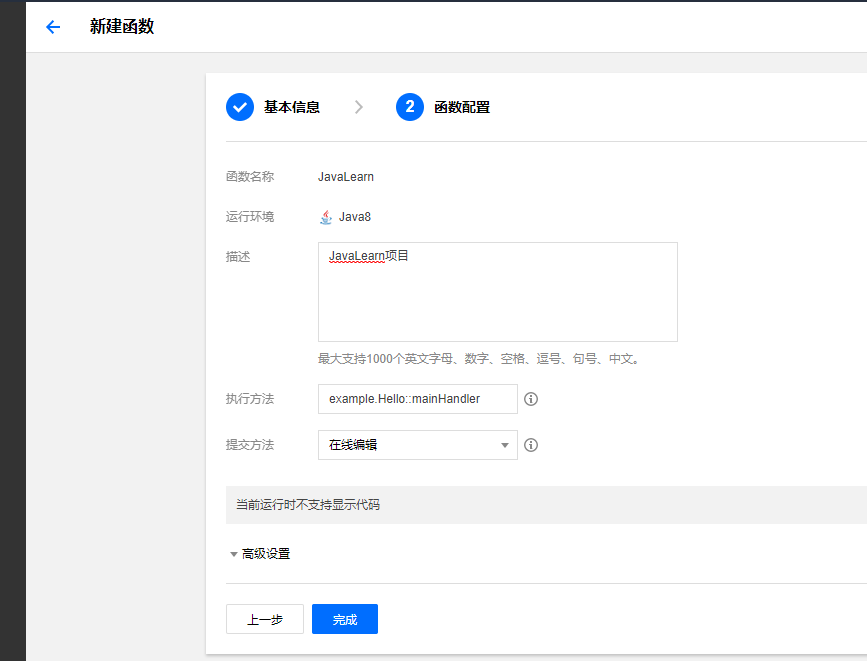 新建函数
基本信息
2 函数配置
函数名称 JavaLearn
运行环境 Java8
描述 JavaLearn项目
最大支持1000个英文字母、数字、空格、逗号、句号、中文。
执行方法 example.Hello::mainHandler
提交方法 在线编辑
当前运行时不支持显示代码
高级设置
上一步 完成